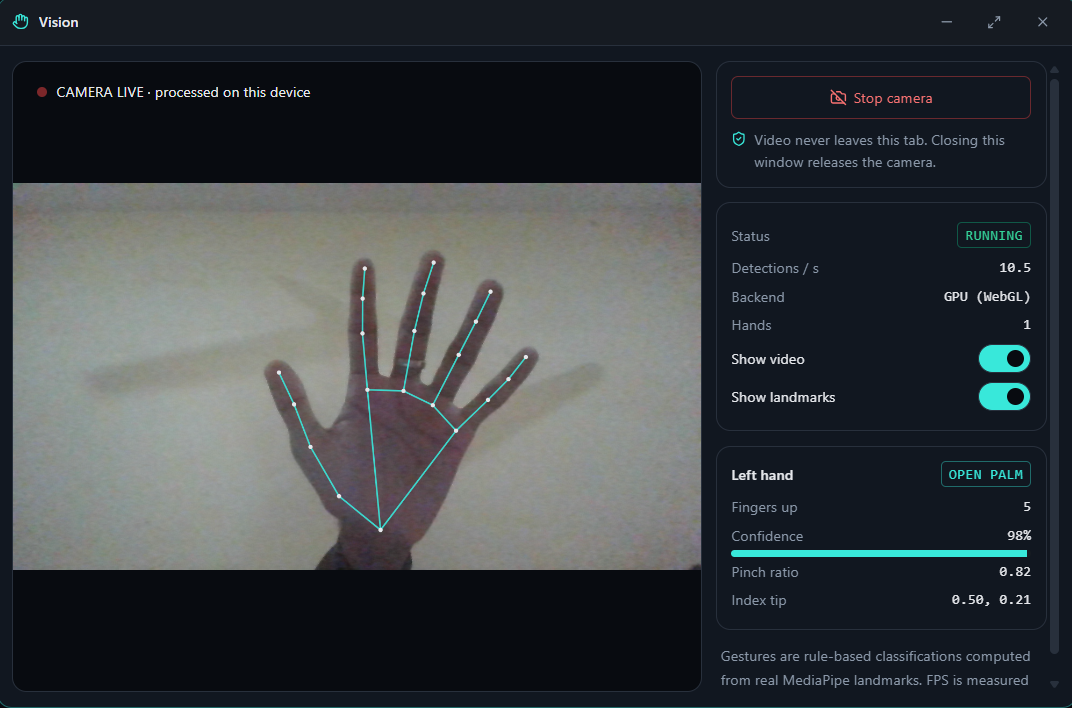 Vision
CAMERA LIVE · processed on this device
Stop camera
Video never leaves this tab. Closing this
window releases the camera.
Status RUNNING
Detections / s 10.5
Backend GPU (WebGL)
Hands 1
Show video
Show landmarks
Left hand OPEN PALM
Fingers up 5
Confidence 98%
Pinch ratio 0.82
Index tip 0.50, 0.21
Gestures are rule-based classifications computed
from real MediaPipe landmarks. FPS is measured